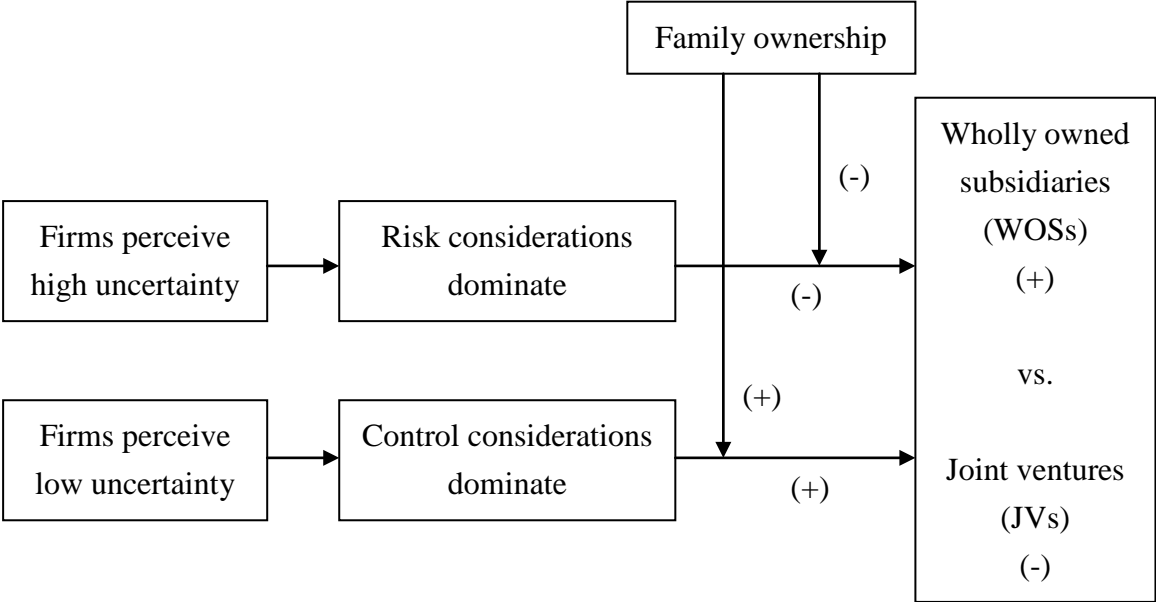 Family ownership
Wholly owned
subsidiaries
(WOSs)
(+)
vs.
Joint ventures
(JVs)
(-)
(-)
Firms perceive
high uncertainty
Risk considerations
dominate
(-)
(+)
Firms perceive
low uncertainty
Control considerations
dominate
(+)